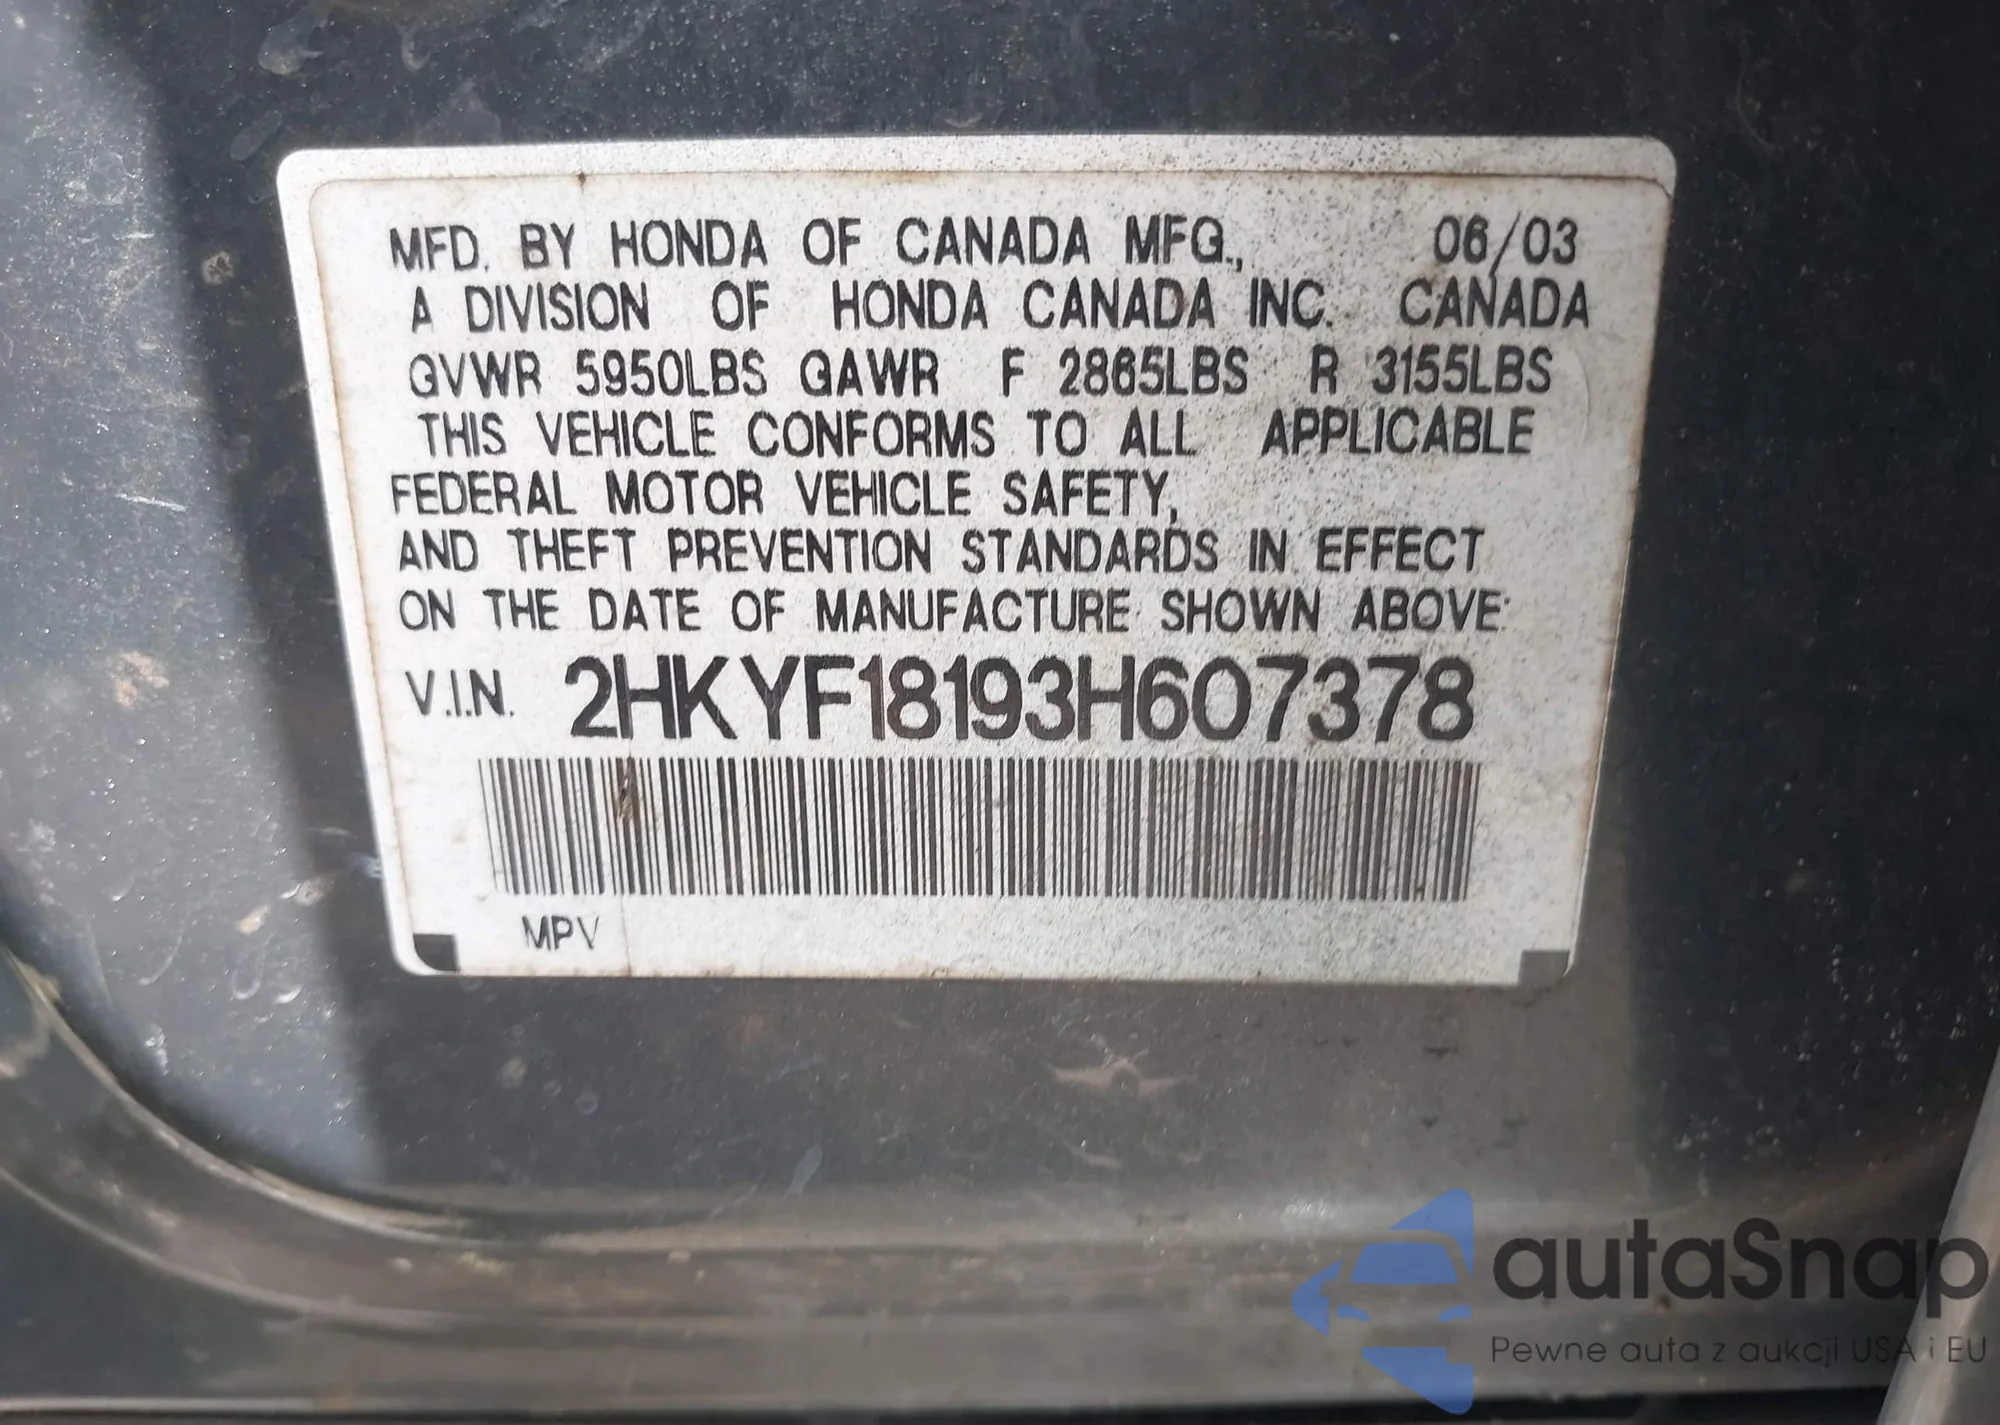 MFD. BY HONDA OF CANADA MFG., 06/03
A DIVISION OF HONDA CANADA INC. CANADA
GVWR 5950LBS GAWR F 2865LBS R 3155LBS
THIS VEHICLE CONFORMS TO ALL APPLICABLE
FEDERAL MOTOR VEHICLE SAFETY,
AND THEFT PREVENTION STANDARDS IN EFFECT
ON THE DATE OF MANUFACTURE SHOWN ABOVE:
V.I.N. 2HKYF18193H607378
MPV
autaSnap
Pewne auta z aukcji USA i EU